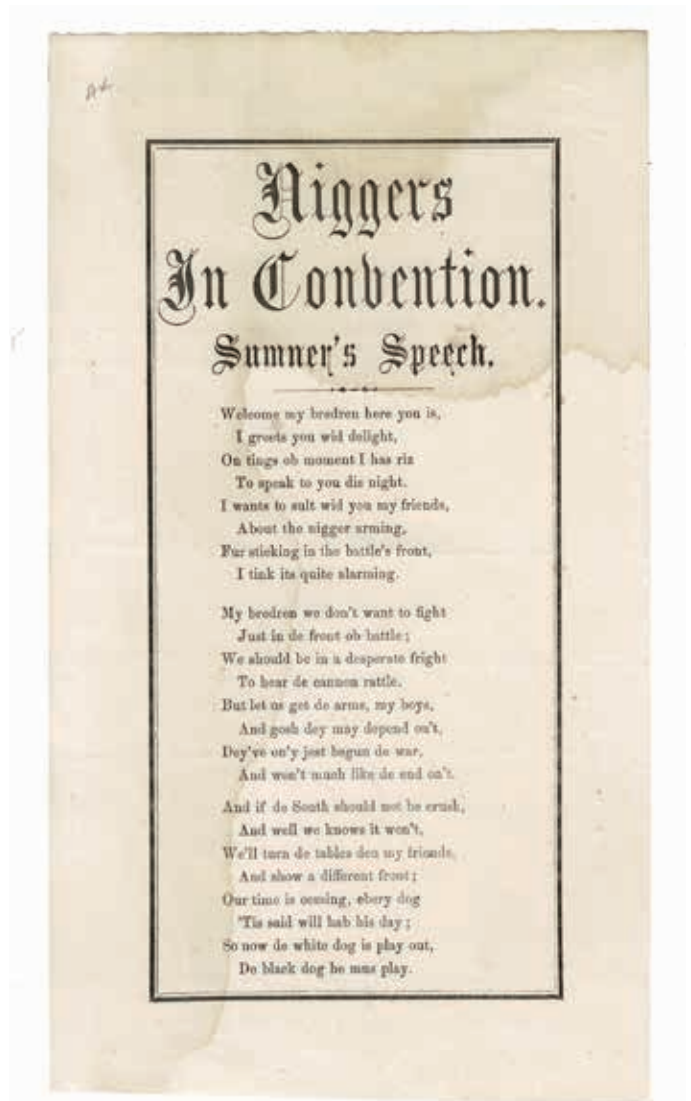 Niggers
In Convention.
Sumner's Speech.
Welcome my bredren here you is,
I greets you wid delight,
On tings ob moment I has riz
To speak to you dis night.
I wants to sult wid you my friends,
About the nigger arming,
Fur sticking in the battle's front,
I tink its quite alarming.
My bredren we don't want to fight
Just in de front ob battle;
We should be in a desperate fright
To hear de cannon rattle.
But let us get de arms, my boys,
And gosh dey may depend on't,
Dey've on'y jest begun de war,
And won't much like de end on't.
And if de South should not be crush,
And well we knows it won't,
We'll turn de tables den my friends,
And show a different front;
Our time is coming, ebery dog
'Tis said will hab his day;
So now de white dog is play out,
De black dog he mus play.